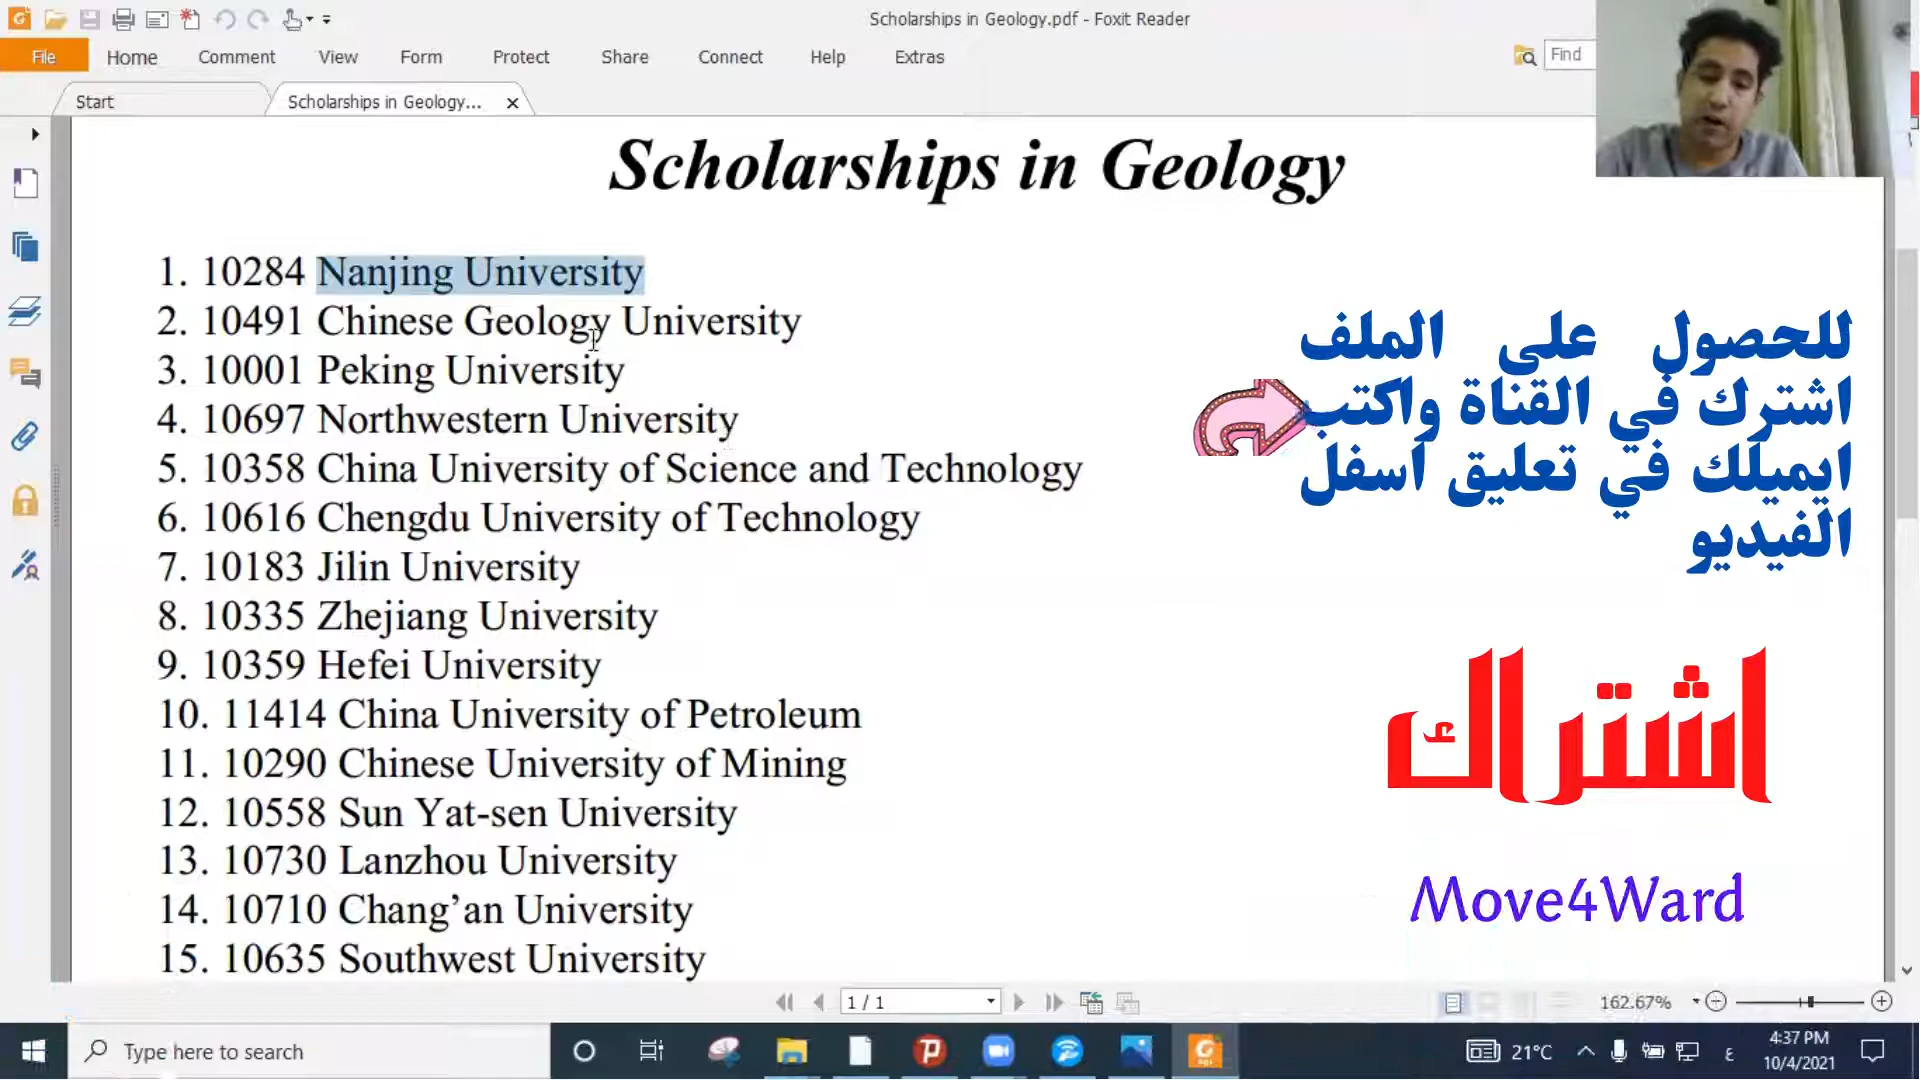 Scholarships in Geology.pdf - Foxit Reader
File Home Comment View Form Protect Share Connect Help Extras Find
Start Scholarships in Geology...
Scholarships in Geology
1. 10284 Nanjing University
2. 10491 Chinese Geology University
3. 10001 Peking University
4. 10697 Northwestern University
5. 10358 China University of Science and Technology
6. 10616 Chengdu University of Technology
7. 10183 Jilin University
8. 10335 Zhejiang University
9. 10359 Hefei University
10. 11414 China University of Petroleum
11. 10290 Chinese University of Mining
12. 10558 Sun Yat-sen University
13. 10730 Lanzhou University
14. 10710 Chang’an University
15. 10635 Southwest University
للحصول على الملف
اشترك في القناة واكتب
ايميلك في تعليق أسفل
الفيديو
اشتراك
Move4Ward
1 / 1
162.67%
Type here to search
21°C
ع
4:37 PM
10/4/2021